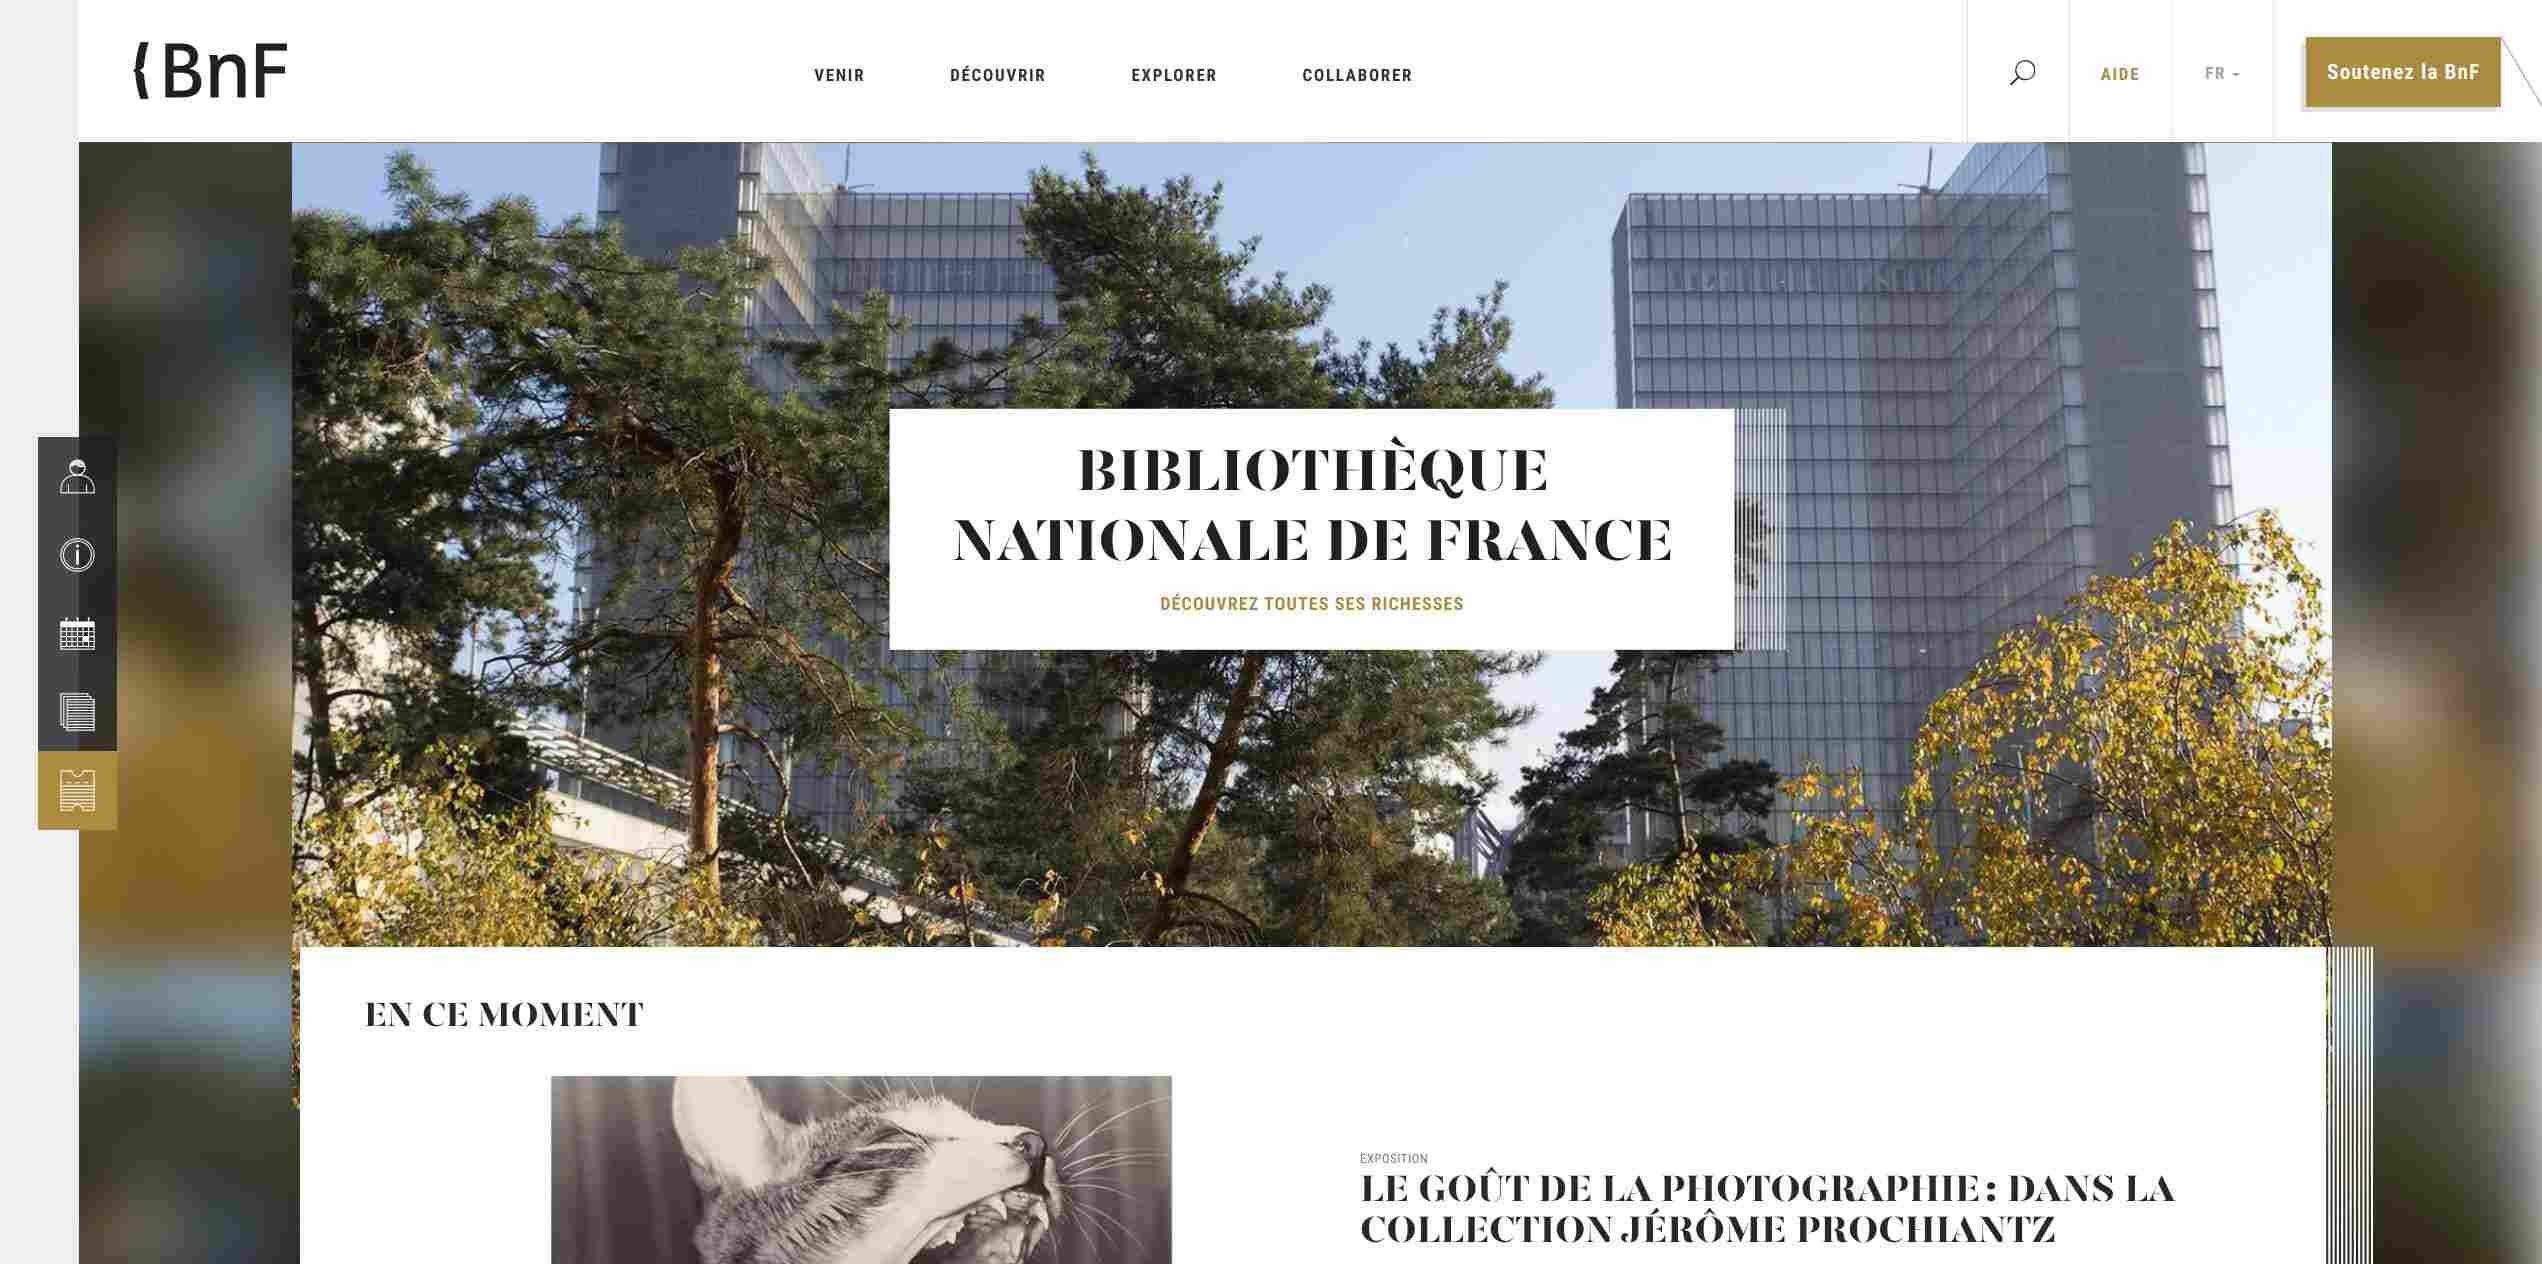 BnF
VENIR
DÉCOUVRIR
EXPLORER
COLLABORER
AIDE
FR
Soutenez la BnF
BIBLIOTHÈQUE
NATIONALE DE FRANCE
DÉCOUVREZ TOUTES SES RICHESSES
EN CE MOMENT
EXPOSITION
LE GOÛT DE LA PHOTOGRAPHIE : DANS LA
COLLECTION JÉRÔME PROCHIANTZ